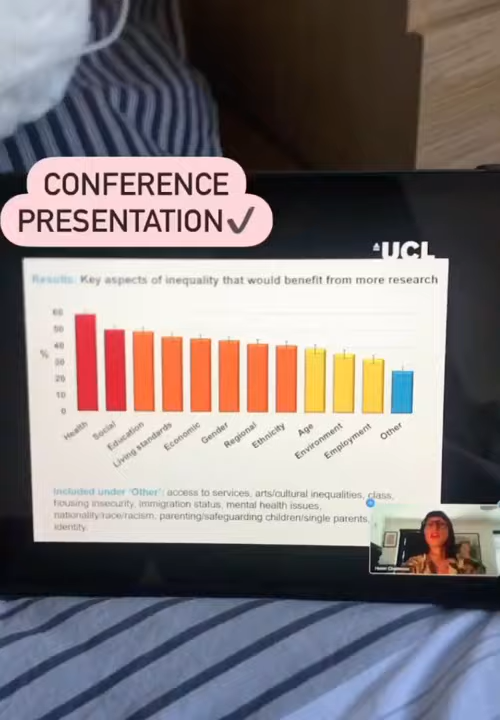 CONFERENCE
PRESENTATION✔
UCL
Results: Key aspects of inequality that would benefit from more research
%
60
50
40
30
20
10
0
Health
Social
Education
Living standards
Economic
Gender
Regional
Ethnicity
Age
Environment
Employment
Other
Included under 'Other': access to services, arts/cultural inequalities, class,
housing insecurity, immigration status, mental health issues,
nationality/race/racism, parenting/safeguarding children/single parents,
identity.